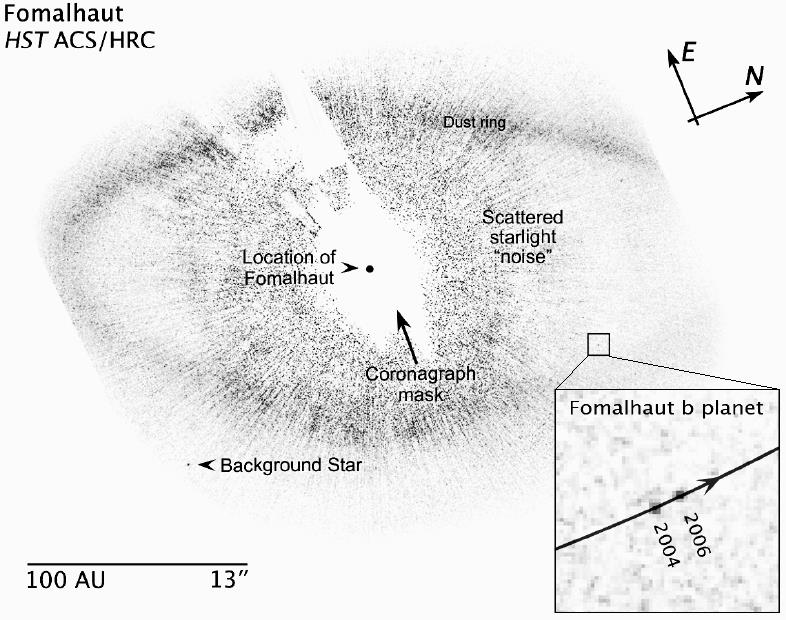 Fomalhaut
HST ACS/HRC
E
N
Dust ring
Scattered
starlight
"noise"
Location of
Fomalhaut
Coronagraph
mask
Background Star
Fomalhaut b planet
2004
2006
100 AU 13″